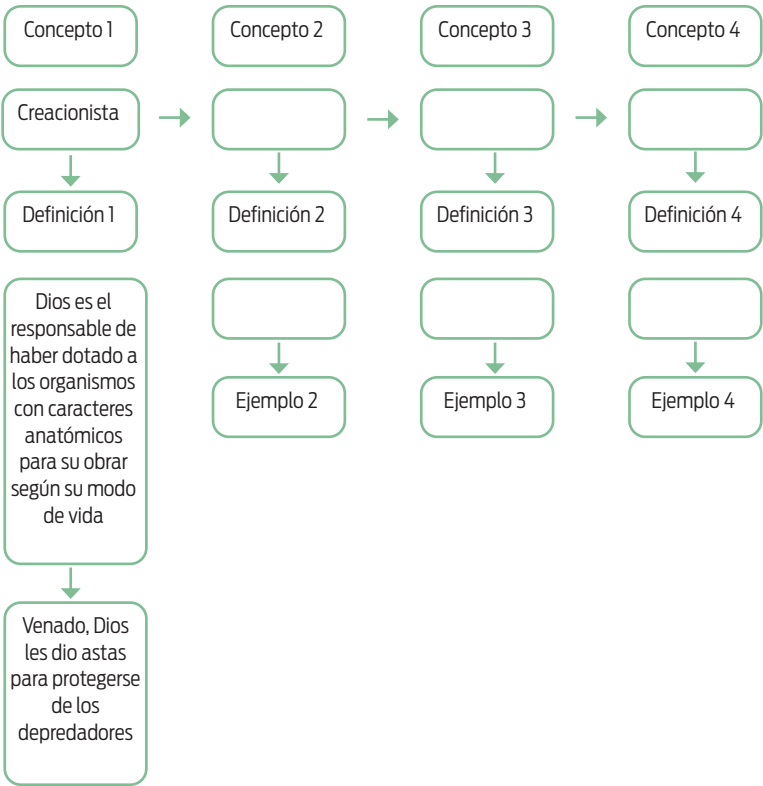 Concepto 1
Concepto 2
Concepto 3
Concepto 4
Creacionista
Definición 1
Definición 2
Definición 3
Definición 4
Dios es el
responsable de
haber dotado a
los organismos
con caracteres
anatómicos
para su obrar
según su modo
de vida
Ejemplo 2
Ejemplo 3
Ejemplo 4
Venado, Dios
les dio astas
para protegerse
de los
depredadores